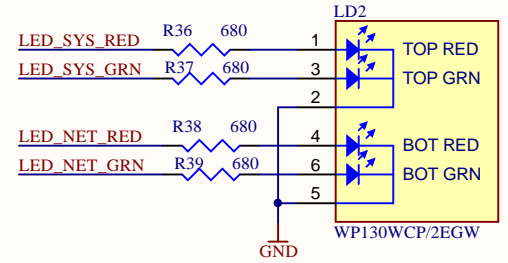 LD2
R36 680
LED_SYS_RED 1 TOP RED
R37 680
LED_SYS_GRN 3 TOP GRN
2
R38 680
LED_NET_RED 4 BOT RED
R39 680
LED_NET_GRN 6 BOT GRN
5
WP130WCP/2EGW
GND